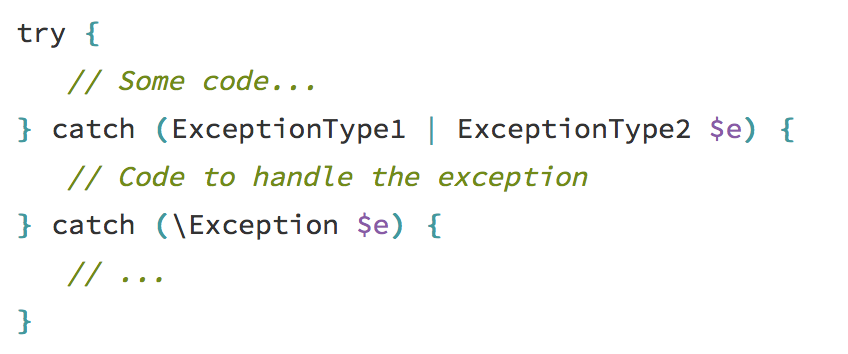 try {
// Some code...
} catch (ExceptionType1 | ExceptionType2 $e) {
// Code to handle the exception
} catch (\Exception $e) {
// ...
}